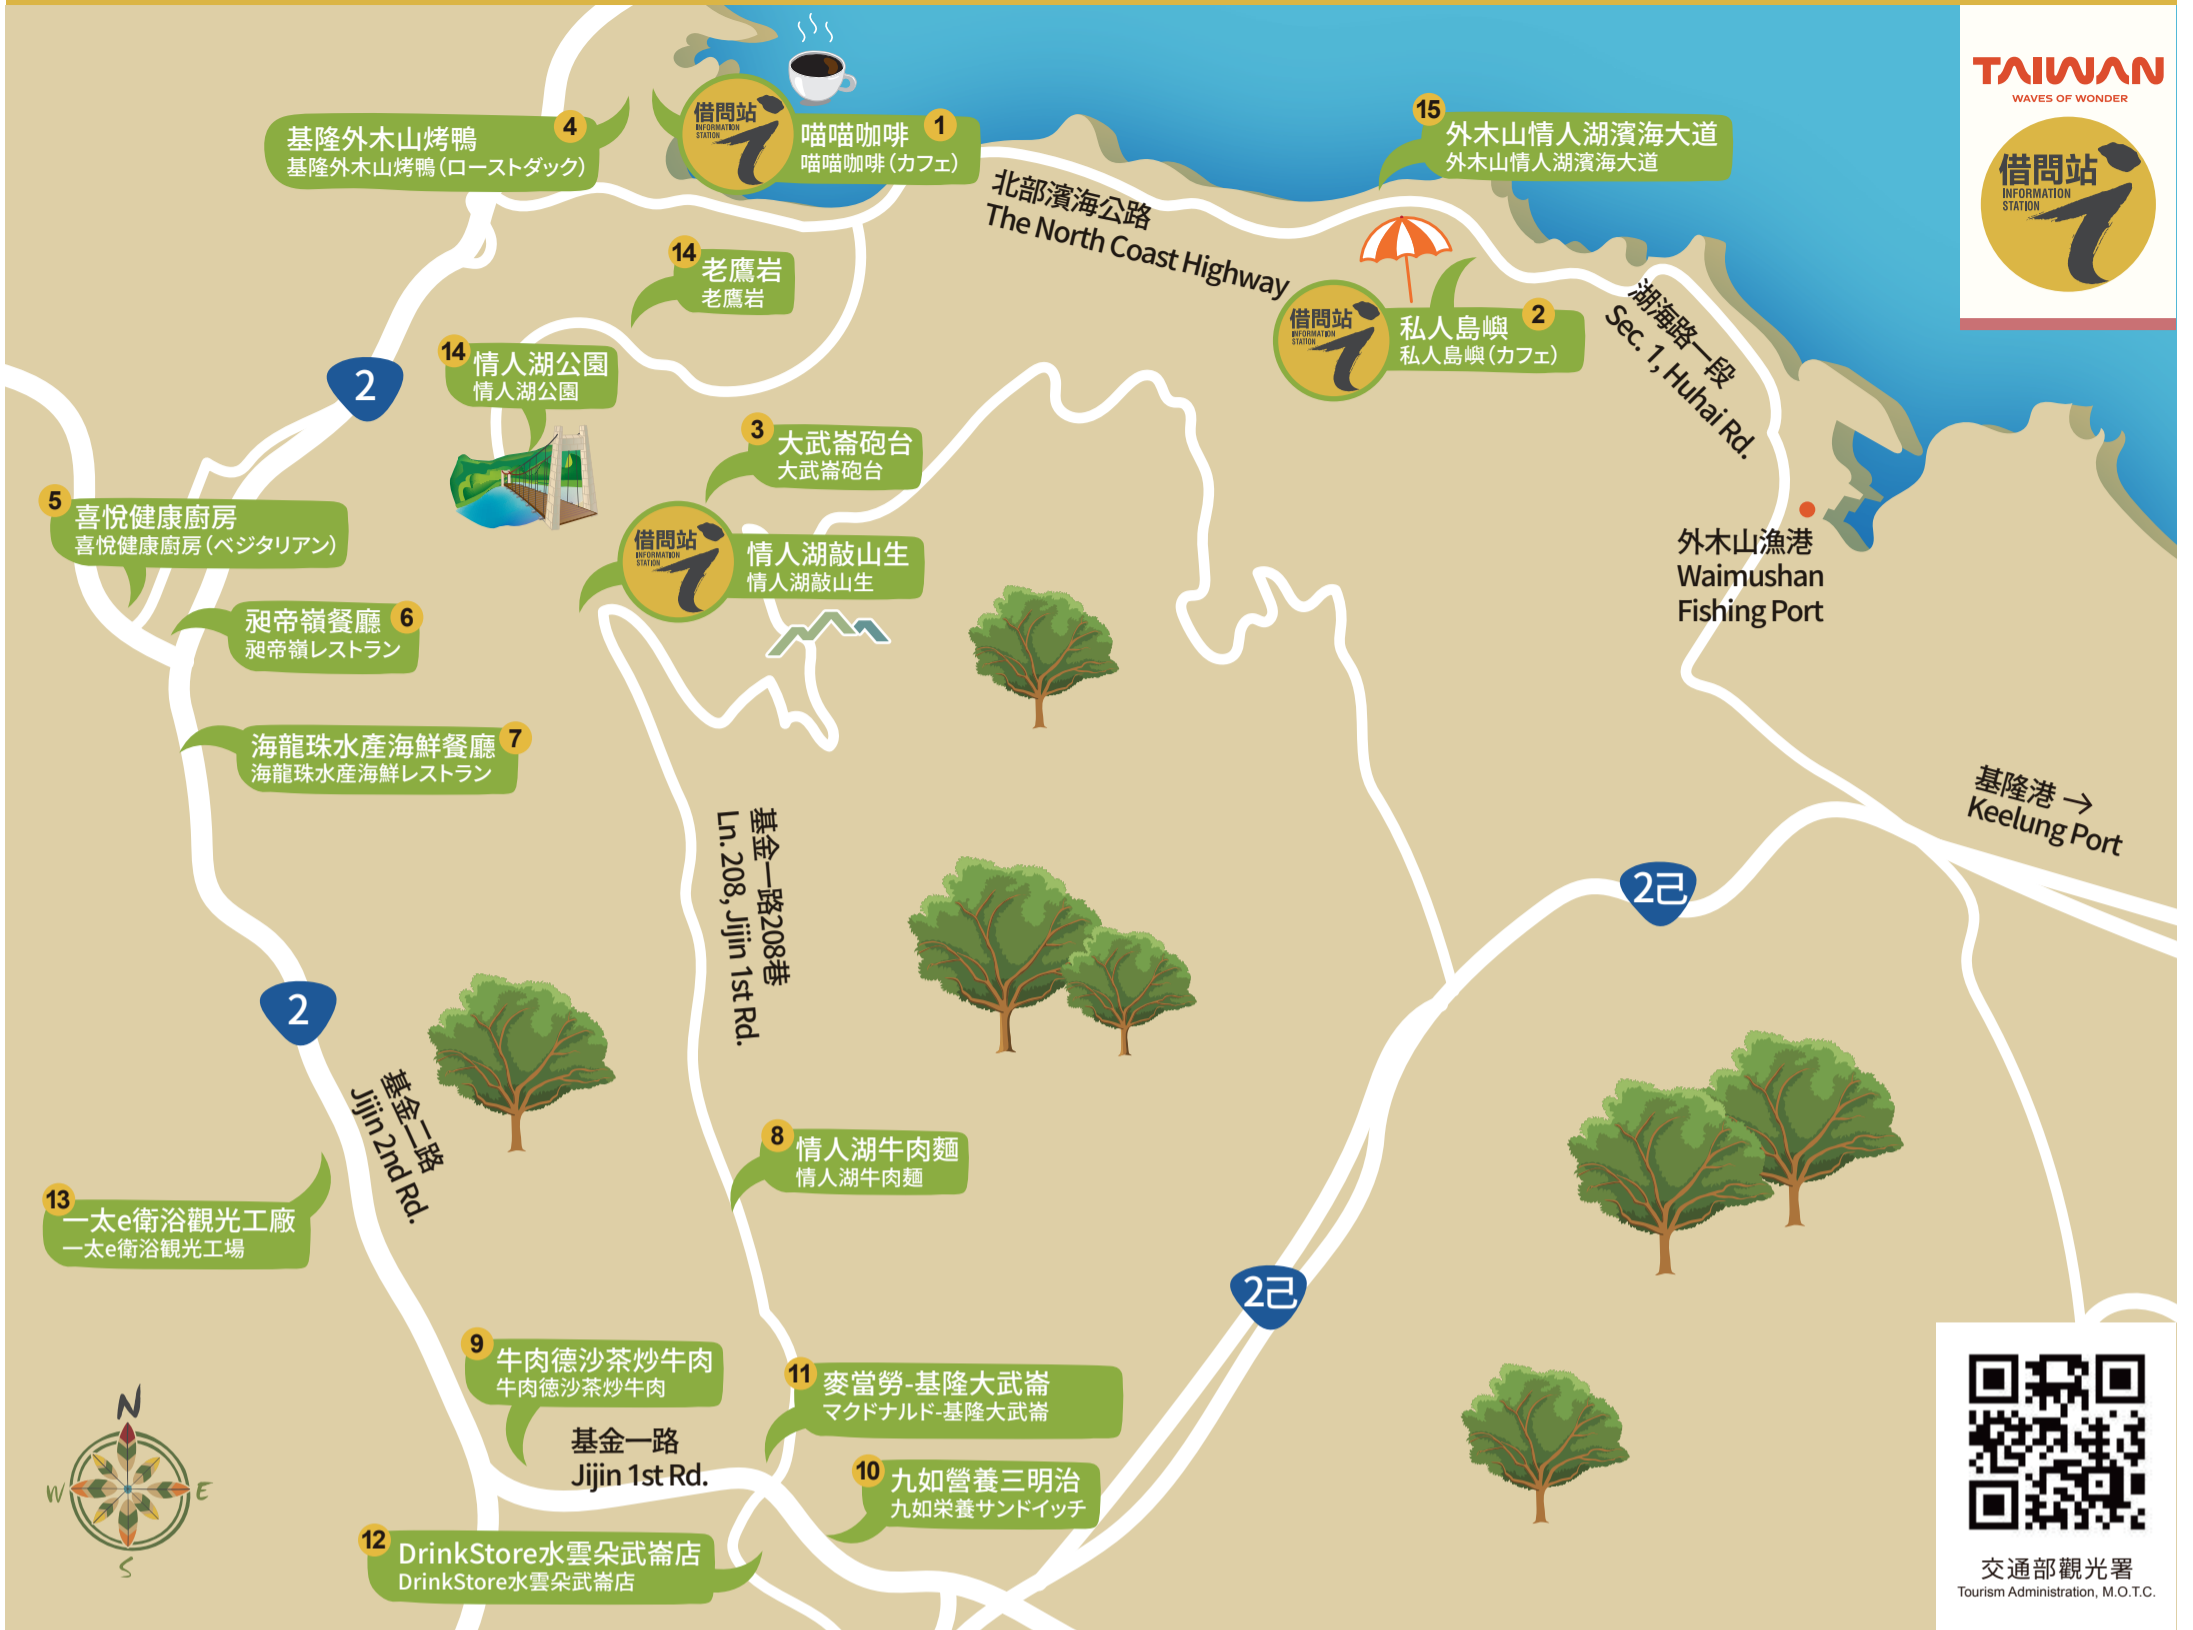 TAIWAN
WAVES OF WONDER
借問站
INFORMATION
STATION
4
基隆外木山烤鴨
基隆外木山烤鴨(ローストダック)
借問站
INFORMATION
STATION
1
喵喵咖啡
喵喵咖啡(カフェ)
15
外木山情人湖濱海大道
外木山情人湖濱海大道
北部濱海公路
The North Coast Highway
14
老鷹岩
老鷹岩
借問站
INFORMATION
STATION
2
私人島嶼
私人島嶼(カフェ)
湖海路一段
Sec. 1, Huhai Rd.
2
14
情人湖公園
情人湖公園
3
大武崙砲台
大武崙砲台
5
喜悅健康廚房
喜悅健康廚房(ベジタリアン)
借問站
INFORMATION
STATION
情人湖敲山生
情人湖敲山生
外木山漁港
Waimushan
Fishing Port
6
昶帝嶺餐廳
昶帝嶺レストラン
7
海龍珠水產海鮮餐廳
海龍珠水産海鮮レストラン
基金一路208巷
Ln. 208, Jijin 1st Rd.
基隆港→
Keelung Port
2己
2
基金二路
Jijin 2nd Rd.
8
情人湖牛肉麵
情人湖牛肉麺
13
一太e衛浴觀光工廠
一太e衛浴観光工場
2己
9
牛肉德沙茶炒牛肉
牛肉徳沙茶炒牛肉
11
麥當勞-基隆大武崙
マクドナルド-基隆大武崙
基金一路
Jijin 1st Rd.
10
九如營養三明治
九如栄養サンドイッチ
12
DrinkStore水雲朵武崙店
DrinkStore水雲朵武崙店
N
W
E
S
交通部觀光署
Tourism Administration, M.O.T.C.